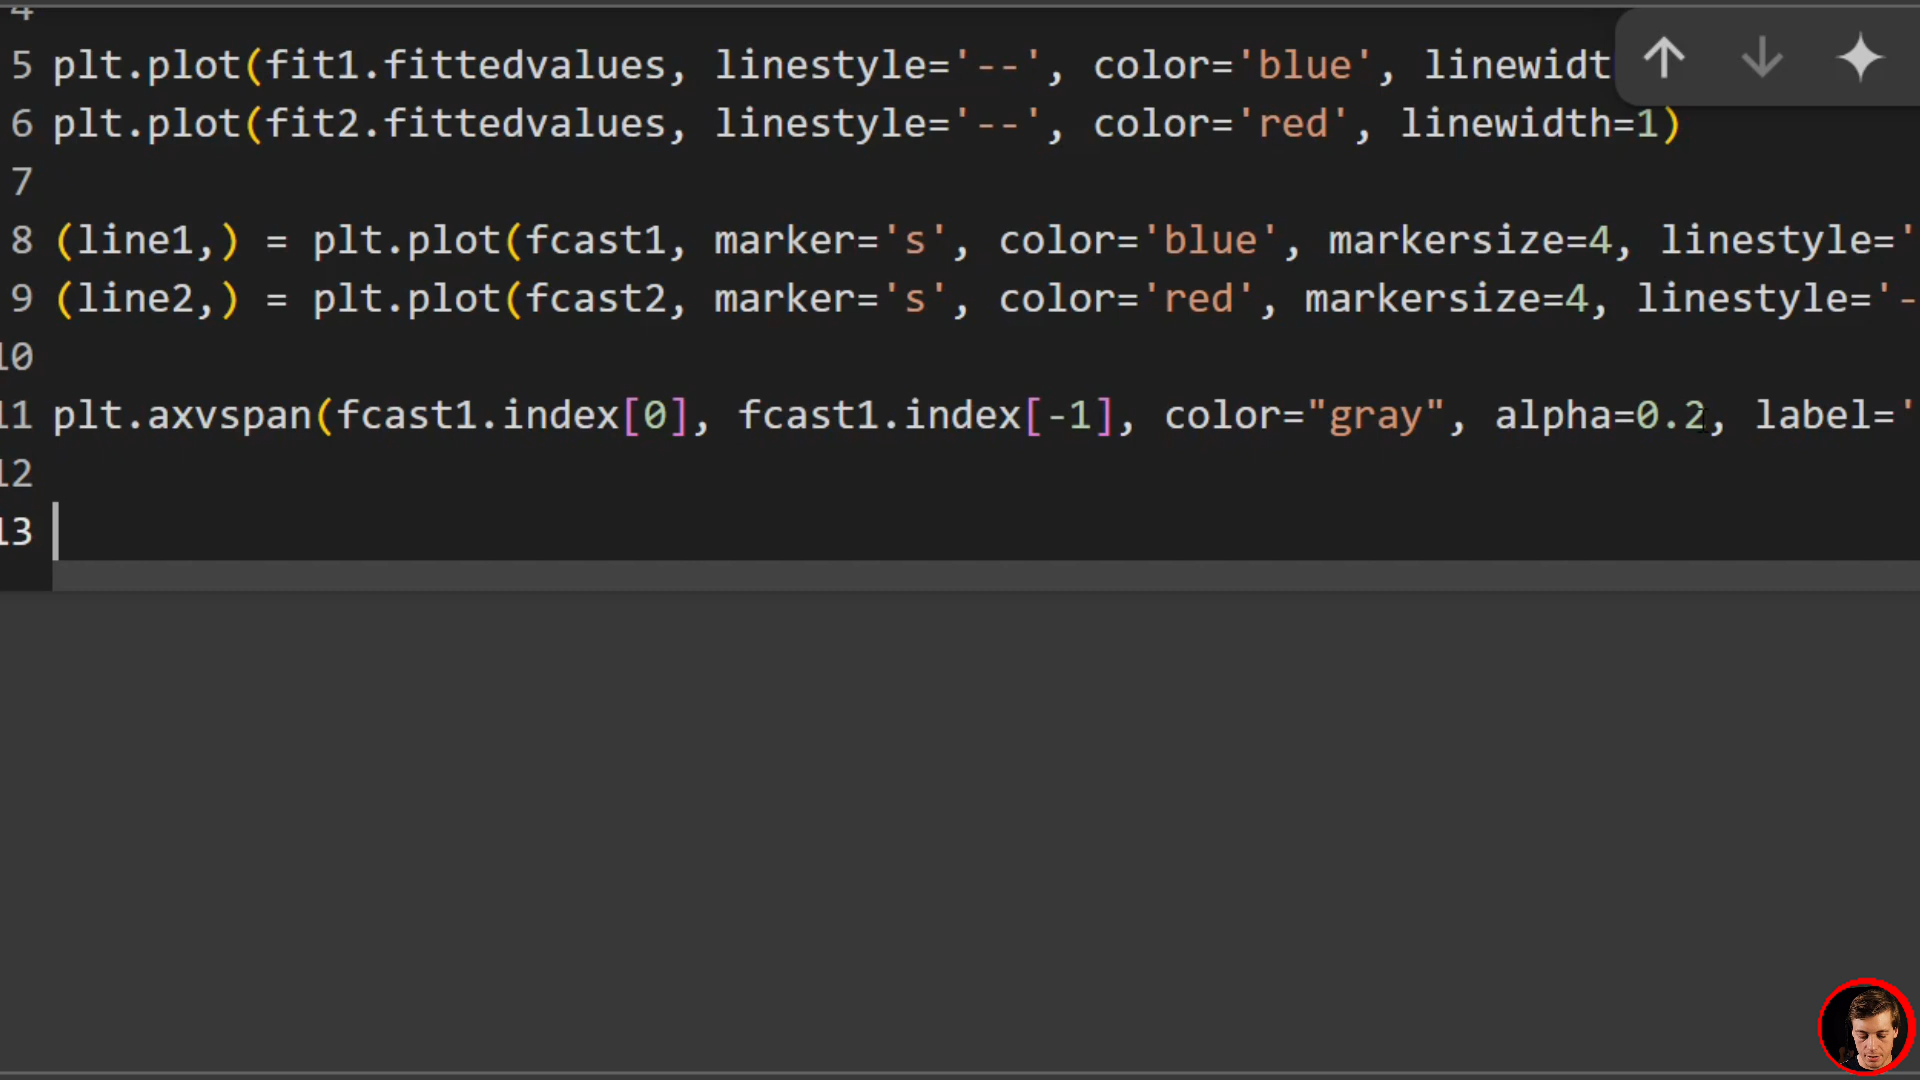 4
5 plt.plot(fit1.fittedvalues, linestyle='--', color='blue', linewidt
6 plt.plot(fit2.fittedvalues, linestyle='--', color='red', linewidth=1)
7
8 (line1,) = plt.plot(fcast1, marker='s', color='blue', markersize=4, linestyle='
9 (line2,) = plt.plot(fcast2, marker='s', color='red', markersize=4, linestyle='-
10
11 plt.axvspan(fcast1.index[0], fcast1.index[-1], color="gray", alpha=0.2, label='
12
13